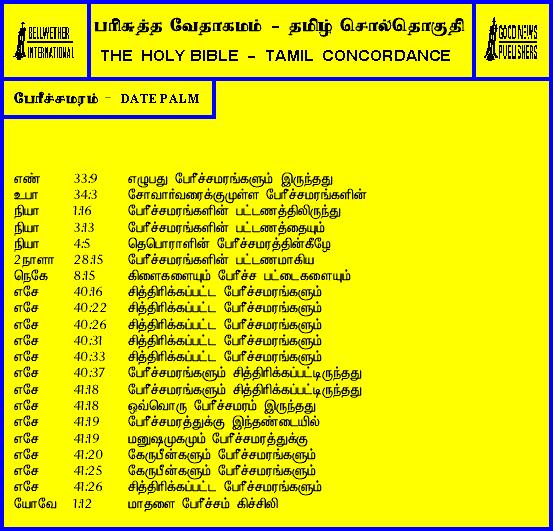 BELLWETHER
INTERNATIONAL
பரிசுத்த வேதாகமம் - தமிழ் சொல்தொகுதி
THE HOLY BIBLE - TAMIL CONCORDANCE
GOOD NEWS
PUBLISHERS
பேரீச்சமரம் - DATE PALM
எண் 33:9 எழுபது பேரீச்சமரங்களும் இருந்தது
உபா 34:3 சோவார்வரைக்குமுள்ள பேரீச்சமரங்களின்
நியா 1:16 பேரீச்சமரங்களின் பட்டணத்திலிருந்து
நியா 3:13 பேரீச்சமரங்களின் பட்டணத்தையும்
நியா 4:5 தெபொராளின் பேரீச்சமரத்தின்கீழே
2நாளா 28:15 பேரீச்சமரங்களின் பட்டணமாகிய
நெகே 8:15 கிளைகளையும் பேரீச்ச பட்டைகளையும்
எசே 40:16 சித்திரிக்கப்பட்ட பேரீச்சமரங்களும்
எசே 40:22 சித்திரிக்கப்பட்ட பேரீச்சமரங்களும்
எசே 40:26 சித்திரிக்கப்பட்ட பேரீச்சமரங்களும்
எசே 40:31 சித்திரிக்கப்பட்ட பேரீச்சமரங்களும்
எசே 40:33 சித்திரிக்கப்பட்ட பேரீச்சமரங்களும்
எசே 40:37 பேரீச்சமரங்களும் சித்திரிக்கப்பட்டிருந்தது
எசே 41:18 பேரீச்சமரங்களும் சித்திரிக்கப்பட்டிருந்தது
எசே 41:18 ஒவ்வொரு பேரீச்சமரம் இருந்தது
எசே 41:19 பேரீச்சமரத்துக்கு இந்தண்டையில்
எசே 41:19 மனுஷமுகமும் பேரீச்சமரத்துக்கு
எசே 41:20 கேருபீன்களும் பேரீச்சமரங்களும்
எசே 41:25 கேருபீன்களும் பேரீச்சமரங்களும்
எசே 41:26 சித்திரிக்கப்பட்ட பேரீச்சமரங்களும்
யோவே 1:12 மாதளை பேரீச்சம் கிச்சிலி